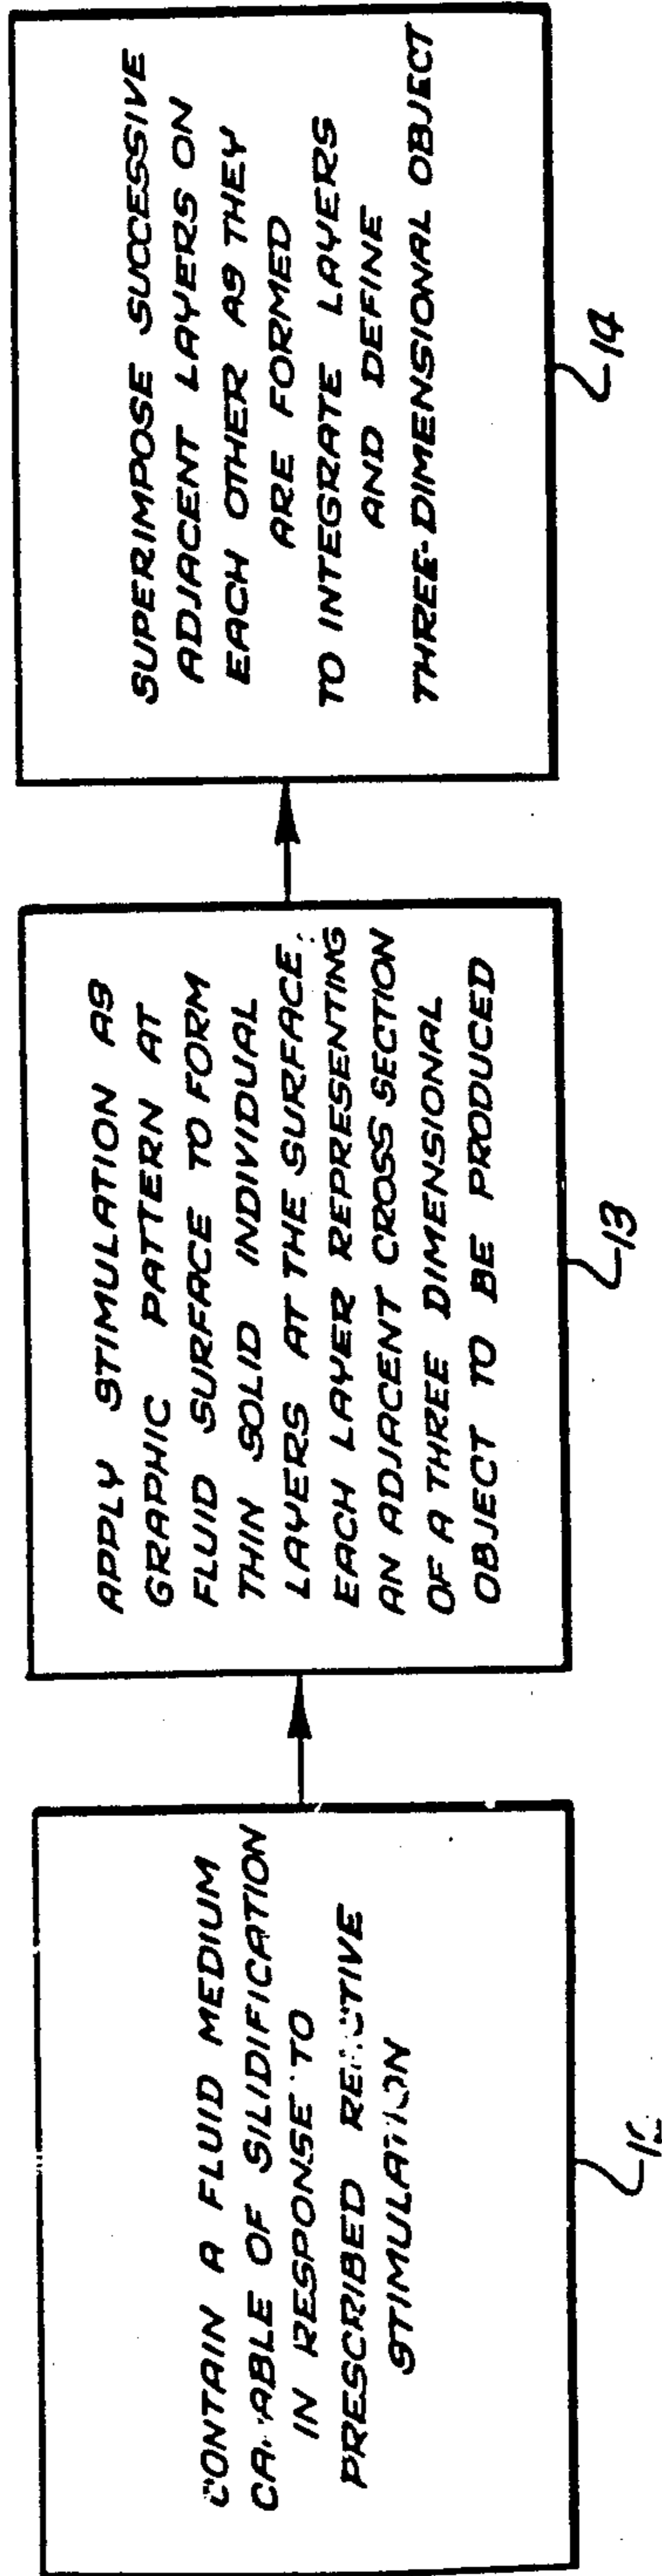 CONTAIN A FLUID MEDIUM
CAPABLE OF SILIDIFICATION
IN RESPONSE TO
PRESCRIBED REACTIVE
STIMULATION
12
APPLY STIMULATION AS
GRAPHIC PATTERN AT
FLUID SURFACE TO FORM
THIN SOLID INDIVIDUAL
LAYERS AT THE SURFACE,
EACH LAYER REPRESENTING
AN ADJACENT CROSS SECTION
OF A THREE DIMENSIONAL
OBJECT TO BE PRODUCED
13
SUPERIMPOSE SUCCESSIVE
ADJACENT LAYERS ON
EACH OTHER AS THEY
ARE FORMED
TO INTEGRATE LAYERS
AND DEFINE
THREE-DIMENSIONAL OBJECT
14